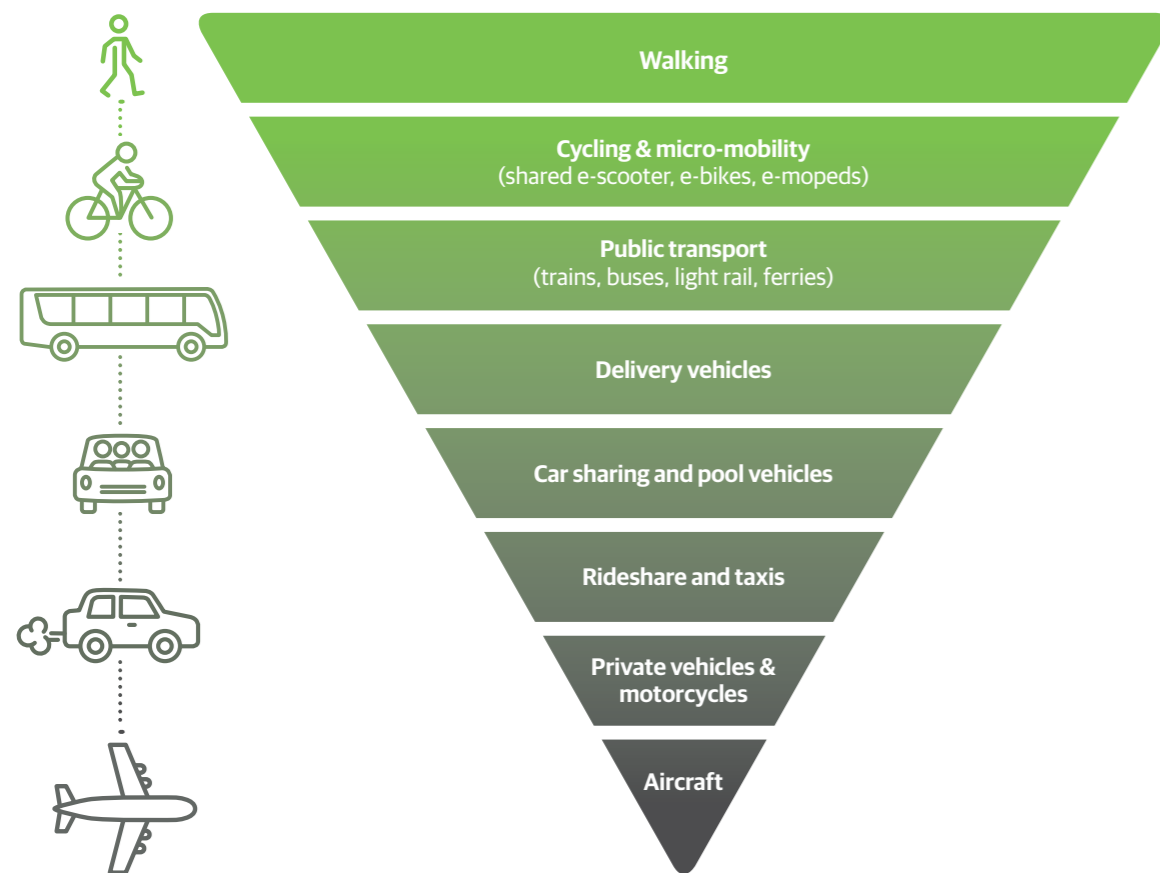 Walking
Cycling & micro-mobility
(shared e-scooter, e-bikes, e-mopeds)
Public transport
(trains, buses, light rail, ferries)
Delivery vehicles
Car sharing and pool vehicles
Rideshare and taxis
Private vehicles &
motorcycles
Aircraft